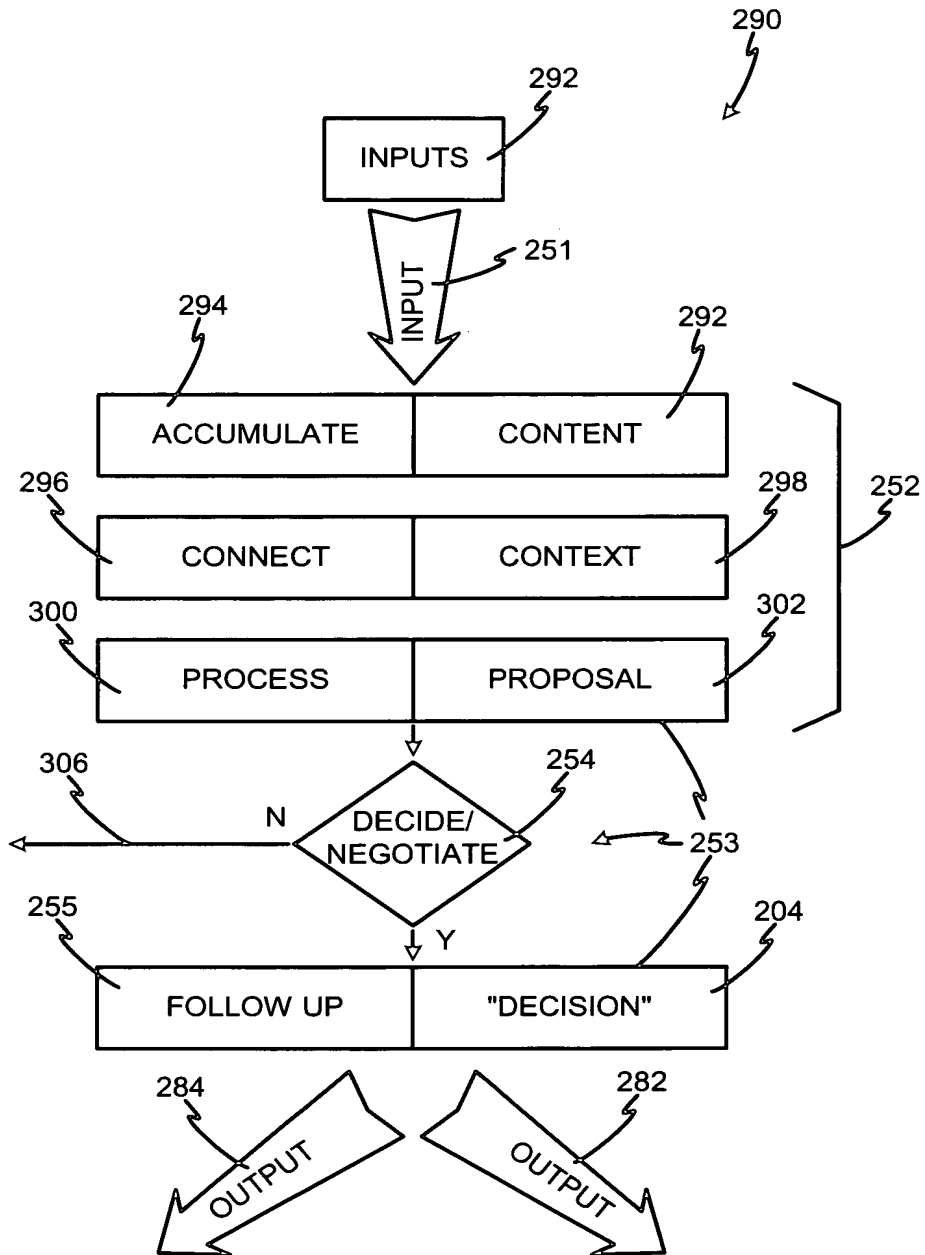 290
292
INPUTS
INPUT
251
294
292
ACCUMULATE
CONTENT
296
298
252
CONNECT
CONTEXT
300
302
PROCESS
PROPOSAL
306
254
N
DECIDE/
NEGOTIATE
253
255
Y
204
FOLLOW UP
"DECISION"
284
282
OUTPUT
OUTPUT